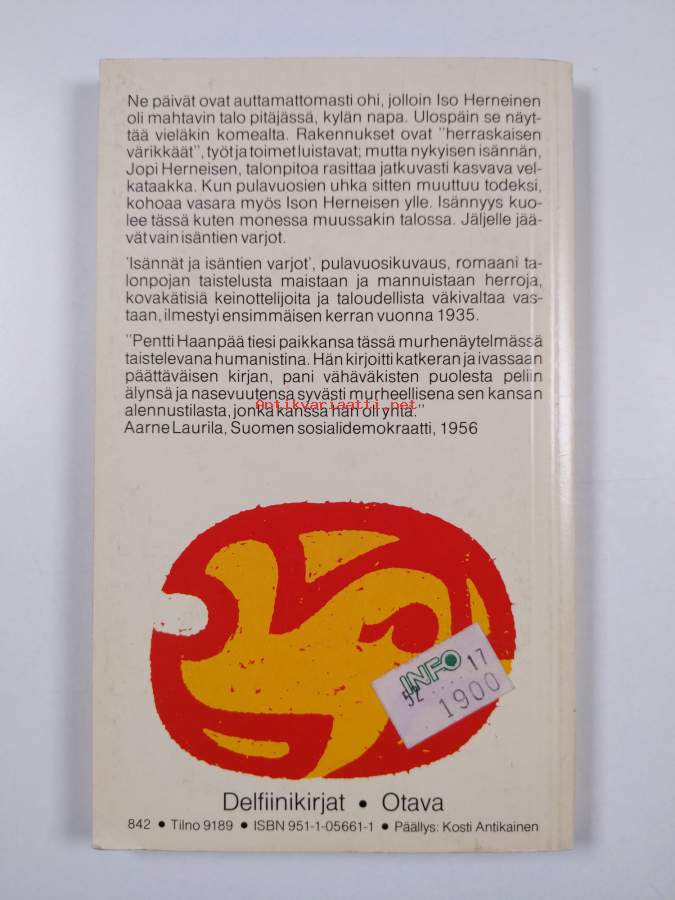 Ne päivät ovat auttamattomasti ohi, jolloin Iso Herneinen
oli mahtavin talo pitäjässä, kylän napa. Ulospäin se näyt-
tää vieläkin komealta. Rakennukset ovat "herraskaisen
värikkäät", työt ja toimet luistavat; mutta nykyisen isännän,
Jopi Herneisen, talonpitoa rasittaa jatkuvasti kasvava vel-
kataakka. Kun pulavuosien uhka sitten muuttuu todeksi,
kohoaa vasara myös Ison Herneisen ylle. Isännyys kuo-
lee tässä kuten monessa muussakin talossa. Jäljelle jää-
vät vain isäntien varjot.
'Isännät ja isäntien varjot', pulavuosikuvaus, romaani ta-
lonpojan taistelusta maistaan ja mannuistaan herroja,
kovakätisiä keinottelijoita ja taloudellista väkivaltaa vas-
taan, ilmestyi ensimmäisen kerran vuonna 1935.
"Pentti Haanpää tiesi paikkansa tässä murhenäytelmässä
taistelevana humanistina. Hän kirjoitti katkeran ja ivassaan
päättäväisen kirjan, pani vähäväkisten puolesta peliin
älynsä ja nasevuutensa syvästi murheellisena sen kansan
alennustilasta, jonka kanssa hän oli yhtä."
Antikvariaatti.net
Aarne Laurila, Suomen sosialidemokraatti, 1956
INFO 17
52 1900
Delfiinikirjat • Otava
842 • Tilno 9189 • ISBN 951-1-05661-1 • Päällys: Kosti Antikainen